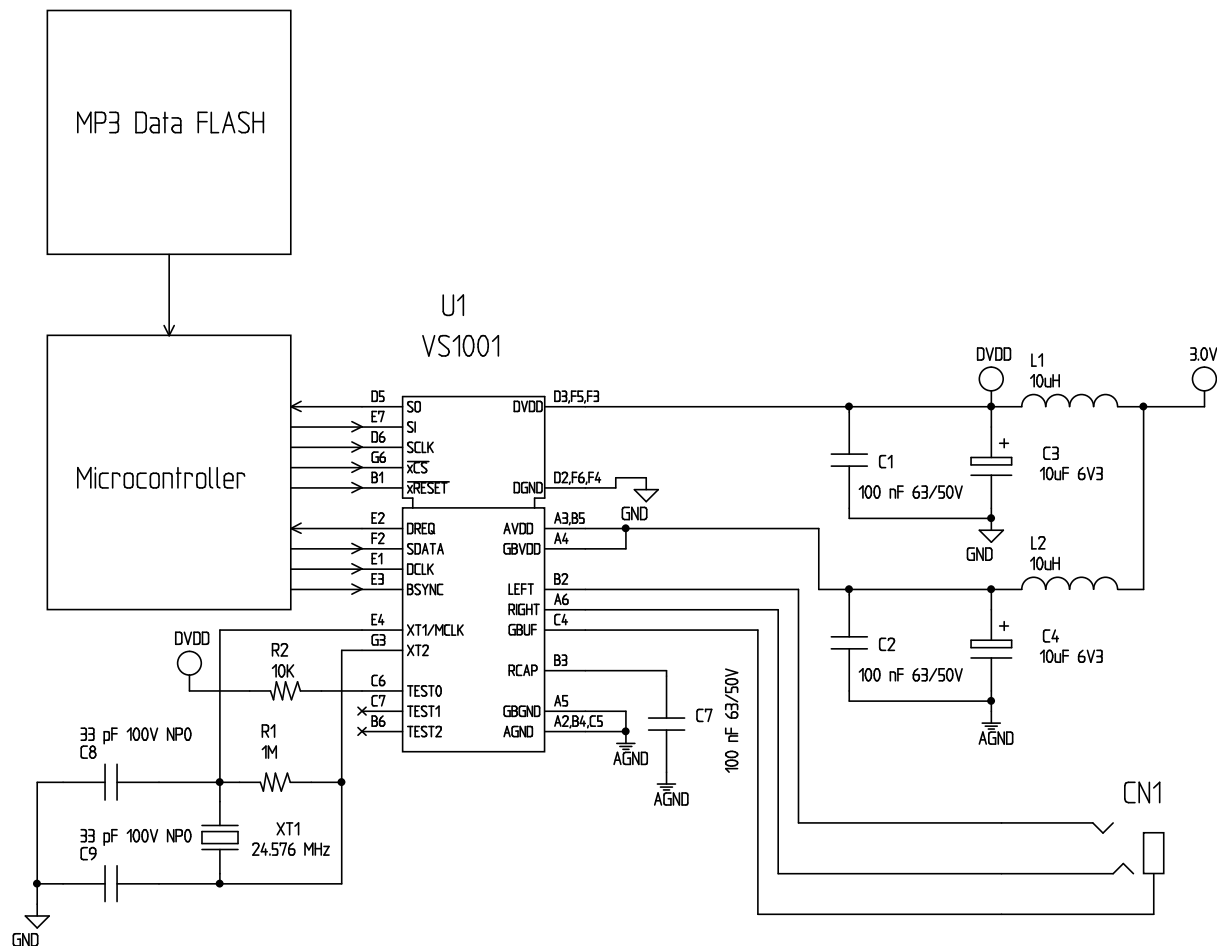 MP3 Data FLASH
U1
VS1001
Microcontroller
D5
E7
D6
G6
B1
E2
F2
E1
E3
E4
G3
C6
C7
B6
SO
SI
SCLK
xCS
xRESET
DREQ
SDATA
DCLK
BSYNC
XT1/MCLK
XT2
TEST0
TEST1
TEST2
DVDD
DGND
AVDD
GBVDD
LEFT
RIGHT
GBUF
RCAP
GBGND
AGND
D3,F5,F3
D2,F6,F4
A3,B5
A4
B2
A6
C4
B3
A5
A2,B4,C5
GND
DVDD
L1
10uH
3.0V
C1
100 nF 63/50V
+
C3
10uF 6V3
GND
L2
10uH
C2
100 nF 63/50V
+
C4
10uF 6V3
AGND
AGND
C7
100 nF 63/50V
AGND
CN1
DVDD
R2
10K
R1
1M
33 pF 100V NP0
C8
33 pF 100V NP0
C9
XT1
24.576 MHz
GND